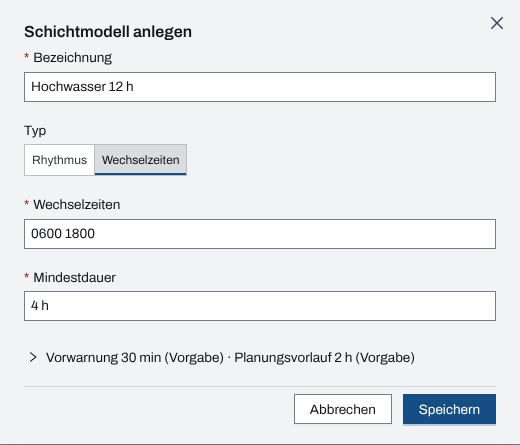 Schichtmodell anlegen
* Bezeichnung
Hochwasser 12 h
Typ
Rhythmus Wechselzeiten
* Wechselzeiten
0600 1800
* Mindestdauer
4 h
Vorwarnung 30 min (Vorgabe) · Planungsvorlauf 2 h (Vorgabe)
Abbrechen Speichern